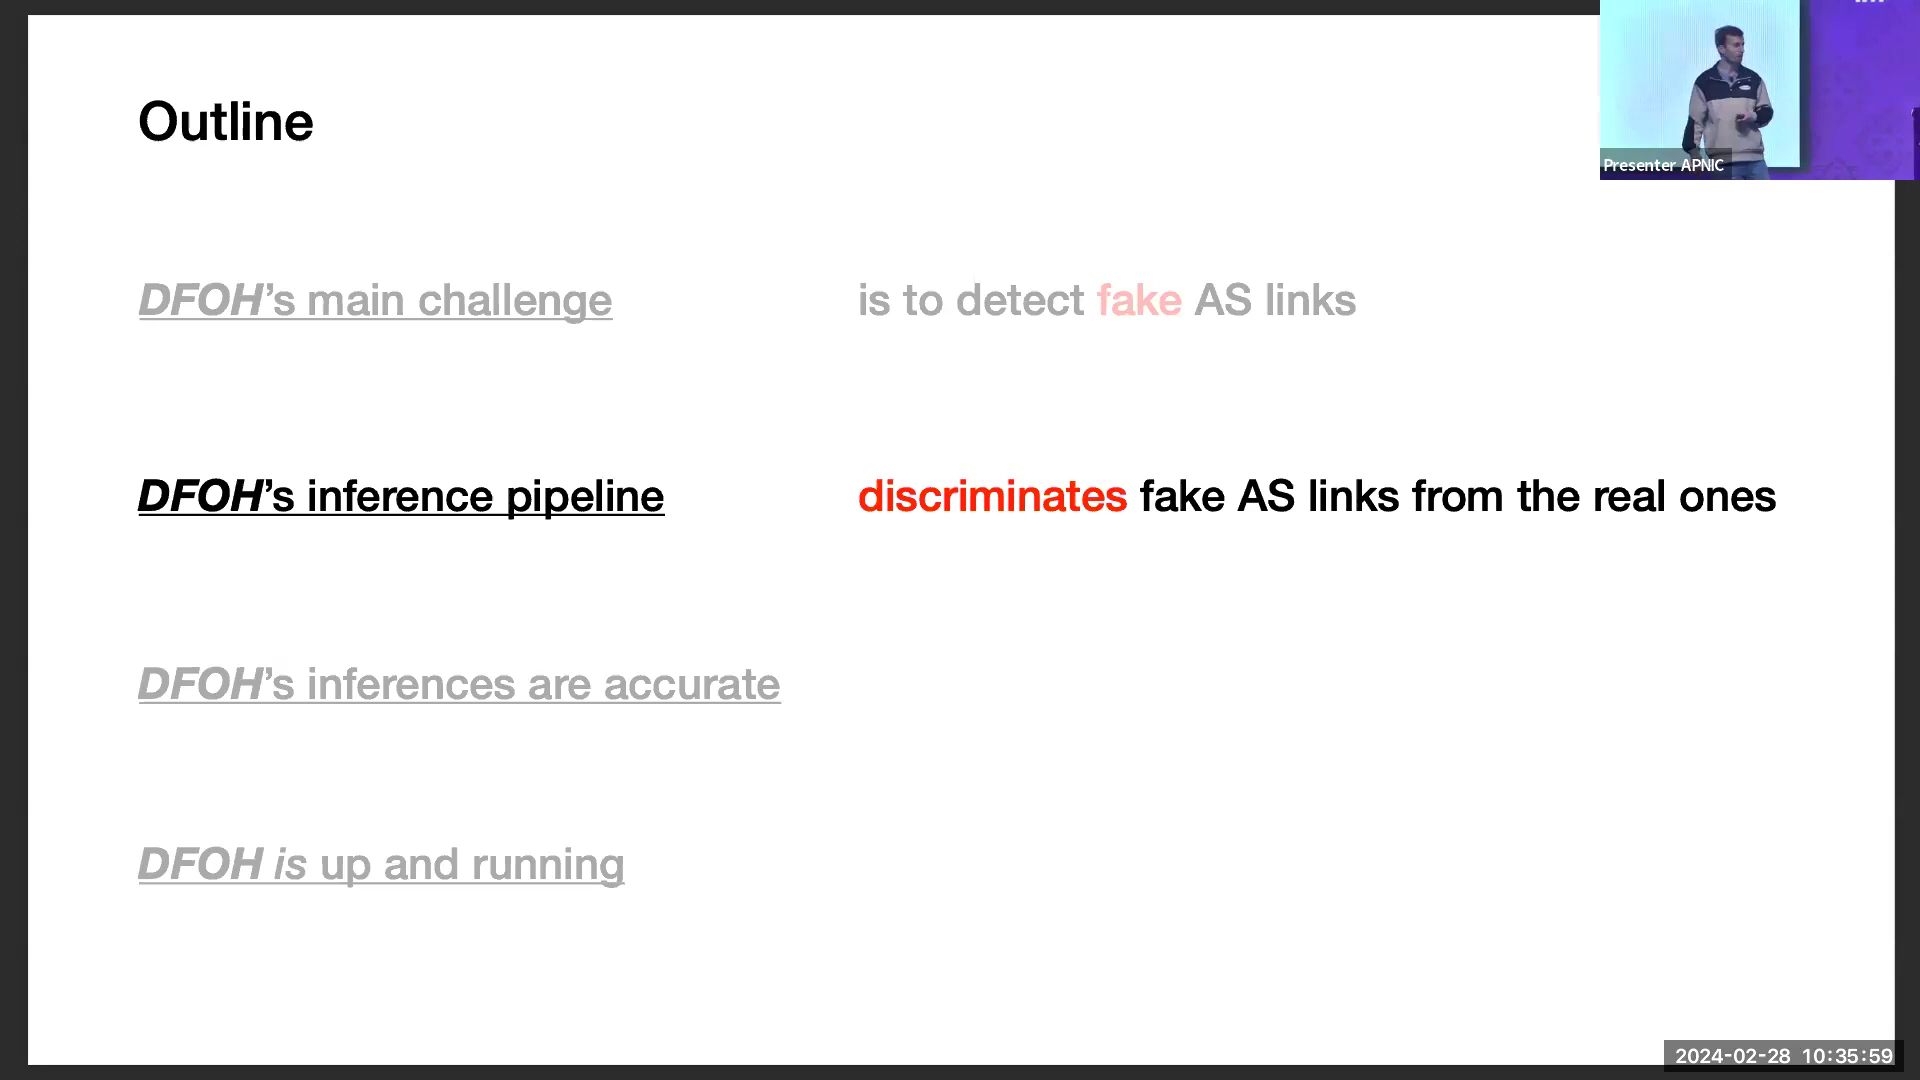 Outline
Presenter APNIC
DFOH's main challenge is to detect fake AS links
DFOH's inference pipeline discriminates fake AS links from the real ones
DFOH's inferences are accurate
DFOH is up and running
2024-02-28 10:35:59